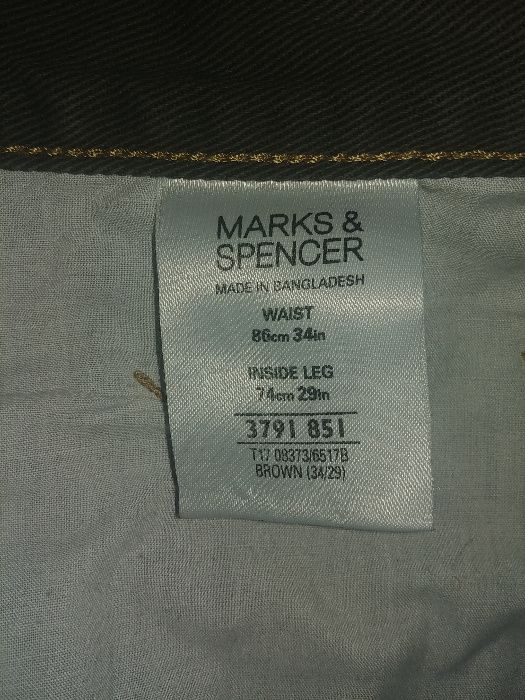 MARKS &
SPENCER
MADE IN BANGLADESH
WAIST
86cm 34in
INSIDE LEG
74cm 29in
3791 851
T17 08373/6517B
BROWN (34/29)